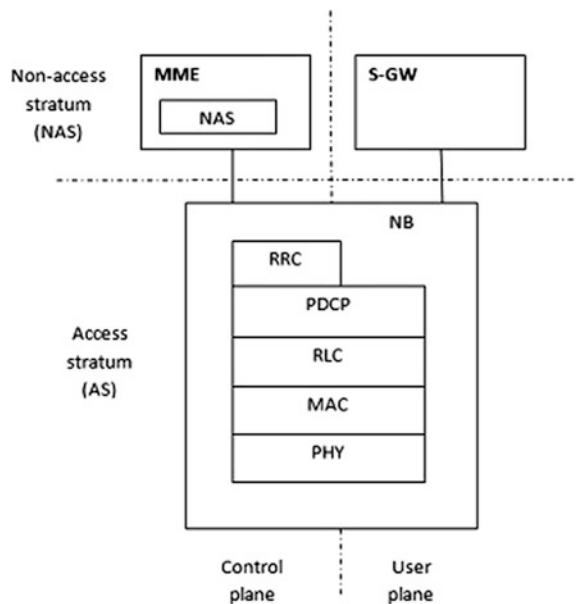 Non-access
stratum
(NAS)
MME
NAS
S-GW
NB
RRC
PDCP
RLC
MAC
PHY
Access
stratum
(AS)
Control
plane
User
plane